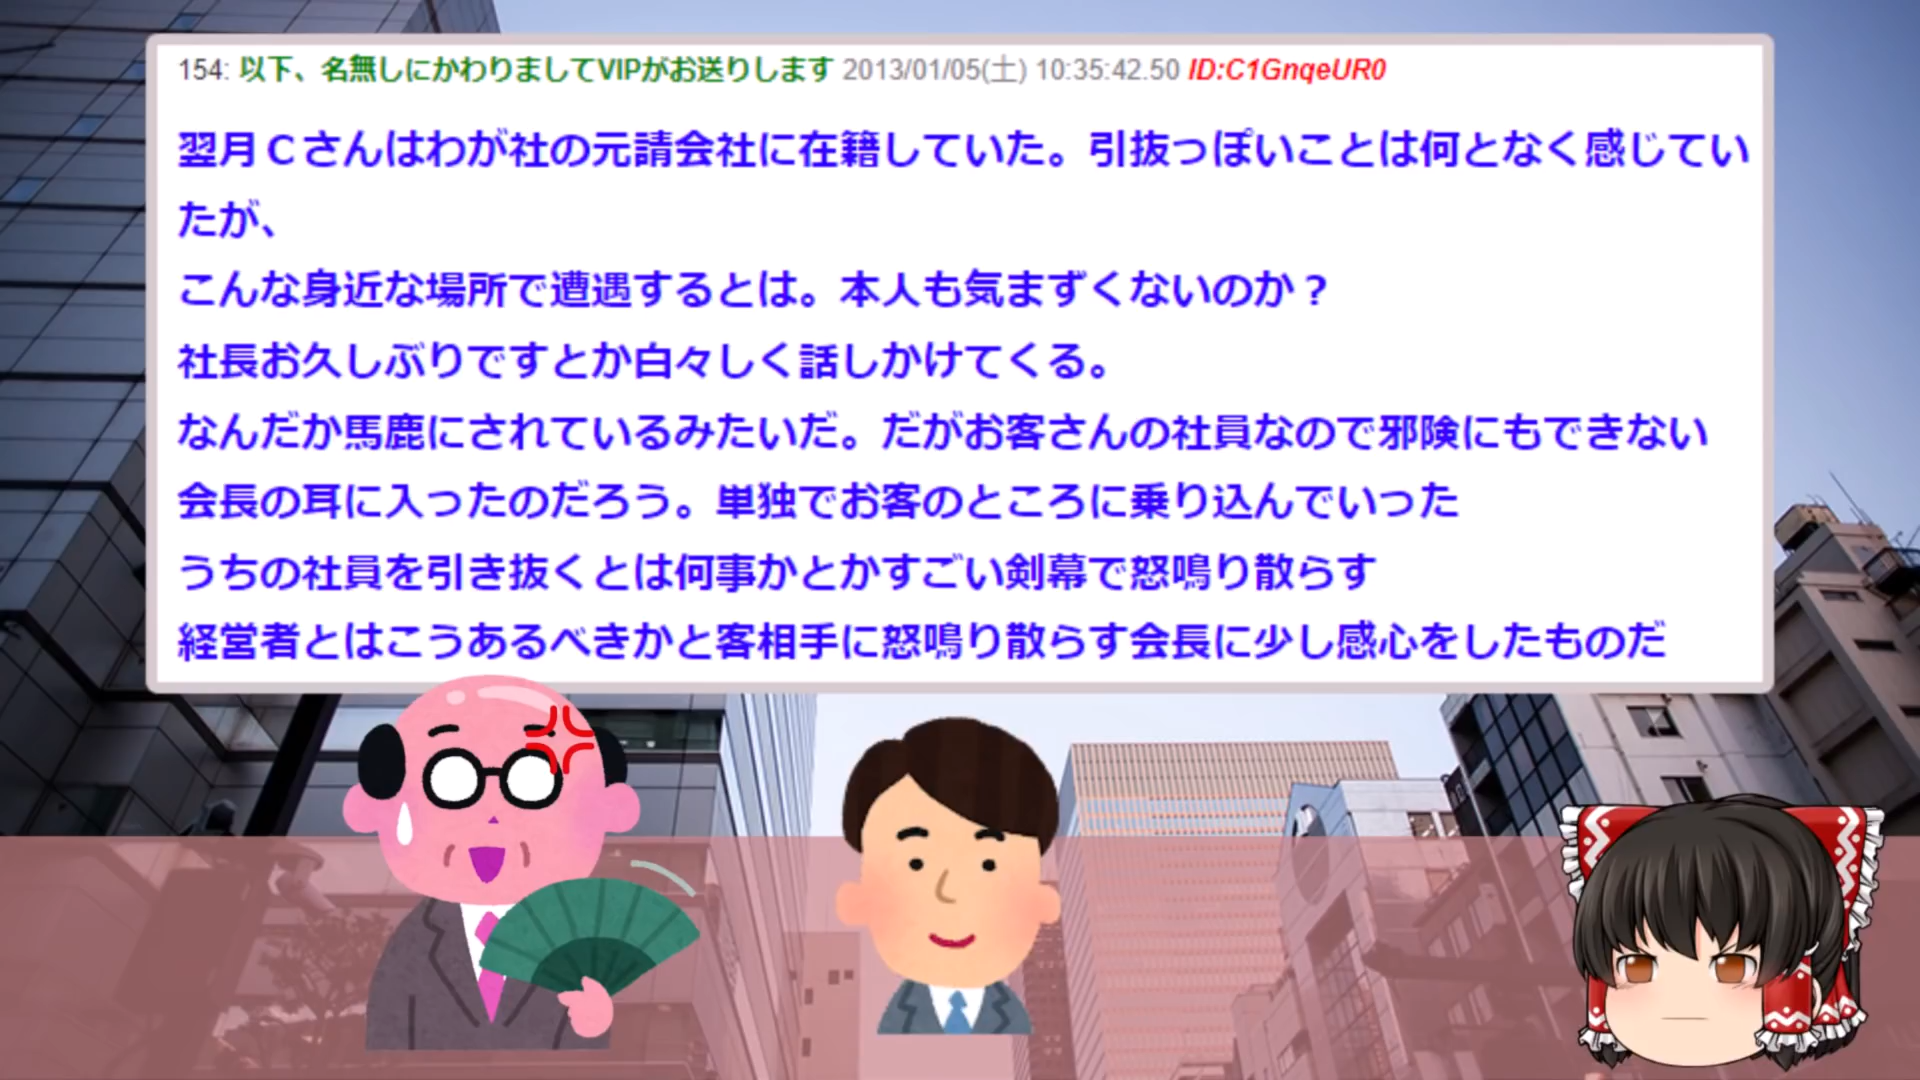 154: 以下、名無しにかわりましてVIPがお送りします 2013/01/05(土) 10:35:42.50 ID:C1GnqeUR0
翌月Ｃさんはわが社の元請会社に在籍していた。引抜っぽいことは何となく感じてい
たが、
こんな身近な場所で遭遇するとは。本人も気まずくないのか？
社長お久しぶりですとか白々しく話しかけてくる。
なんだか馬鹿にされているみたいだ。だがお客さんの社員なので邪険にもできない
会長の耳に入ったのだろう。単独でお客のところに乗り込んでいった
うちの社員を引き抜くとは何事かとかすごい剣幕で怒鳴り散らす
経営者とはこうあるべきかと客相手に怒鳴り散らす会長に少し感心をしたものだ